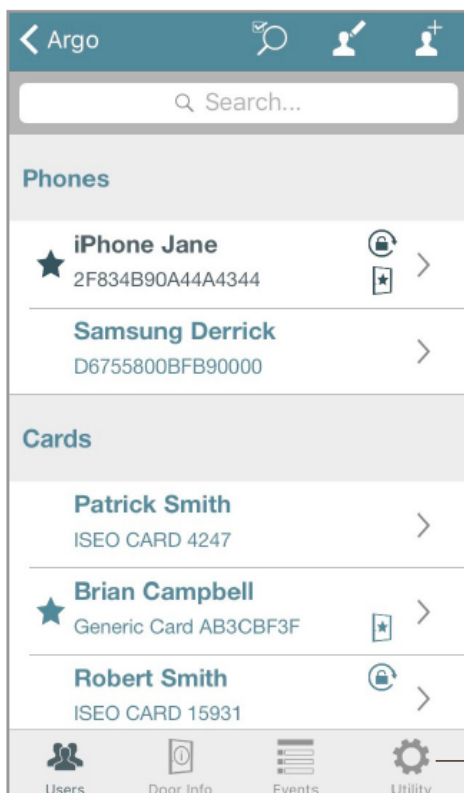 Argo
Search...
Phones
iPhone Jane
2F834B90A44A4344
Samsung Derrick
D6755800BFB90000
Cards
Patrick Smith
ISEO CARD 4247
Brian Campbell
Generic Card AB3CBF3F
Robert Smith
ISEO CARD 15931
Users Door Info Events Utility